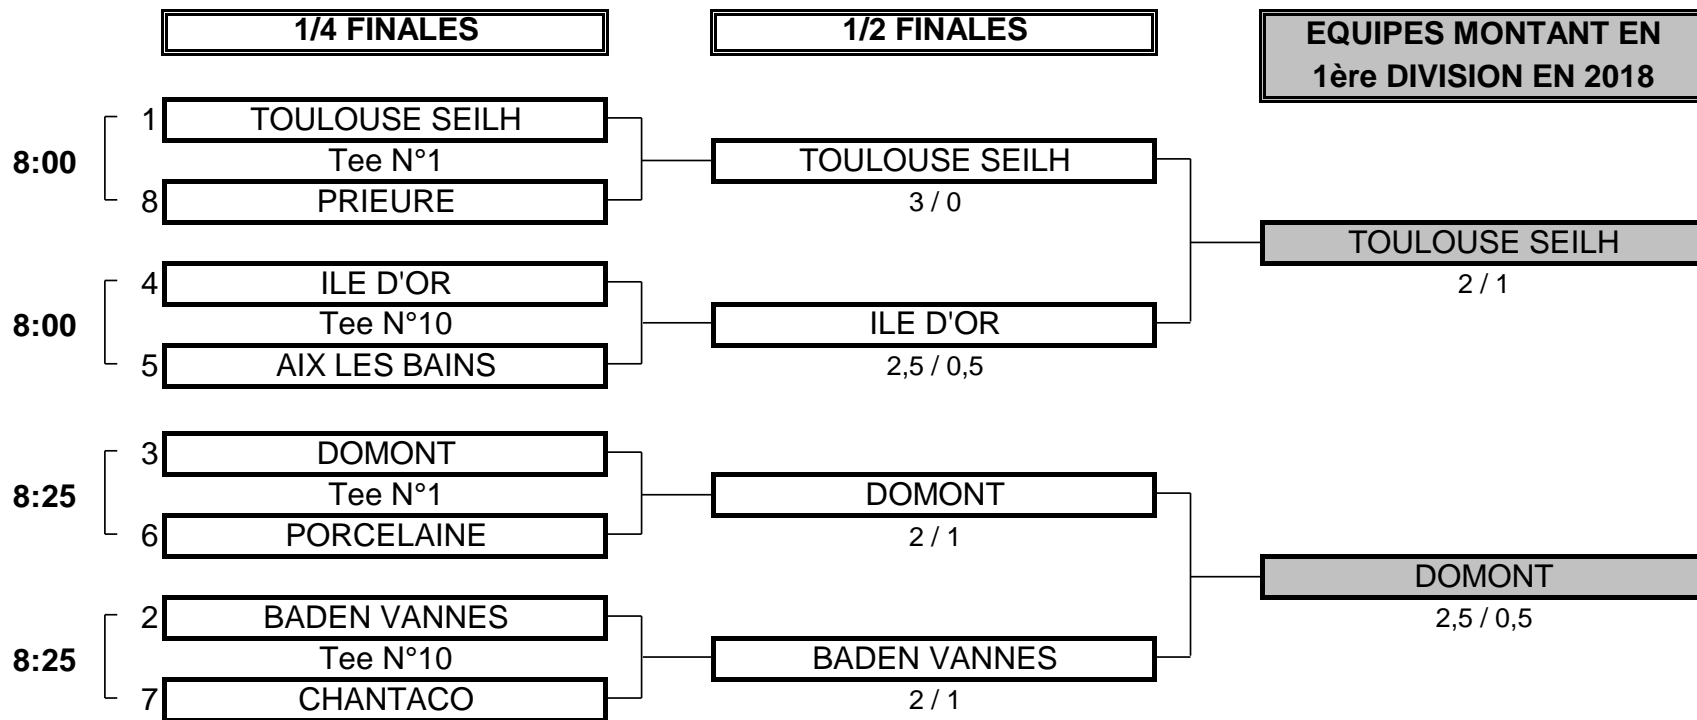 1/4 FINALES
1/2 FINALES
EQUIPES MONTANT EN
1ère DIVISION EN 2018
1 TOULOUSE SEILH
8:00 Tee N°1
8 PRIEURE
TOULOUSE SEILH
3 / 0
4 ILE D'OR
8:00 Tee N°10
5 AIX LES BAINS
ILE D'OR
2,5 / 0,5
TOULOUSE SEILH
2 / 1
3 DOMONT
8:25 Tee N°1
6 PORCELAINE
DOMONT
2 / 1
2 BADEN VANNES
8:25 Tee N°10
7 CHANTACO
BADEN VANNES
2 / 1
DOMONT
2,5 / 0,5